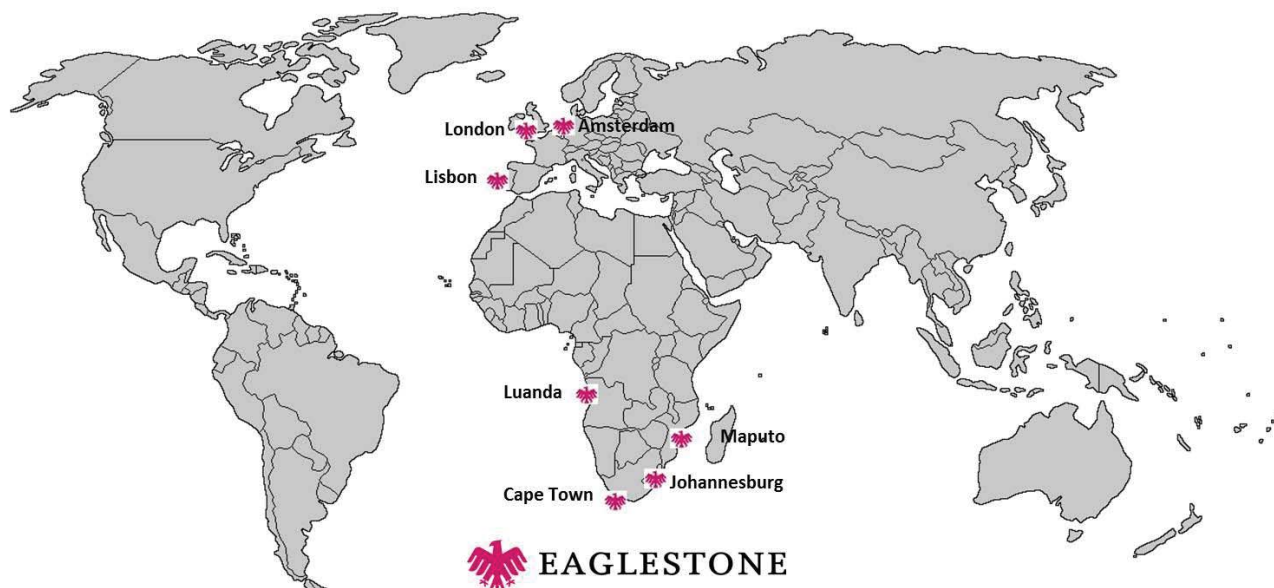 London
Amsterdam
Lisbon
Luanda
Maputo
Johannesburg
Cape Town
EAGLESTONE